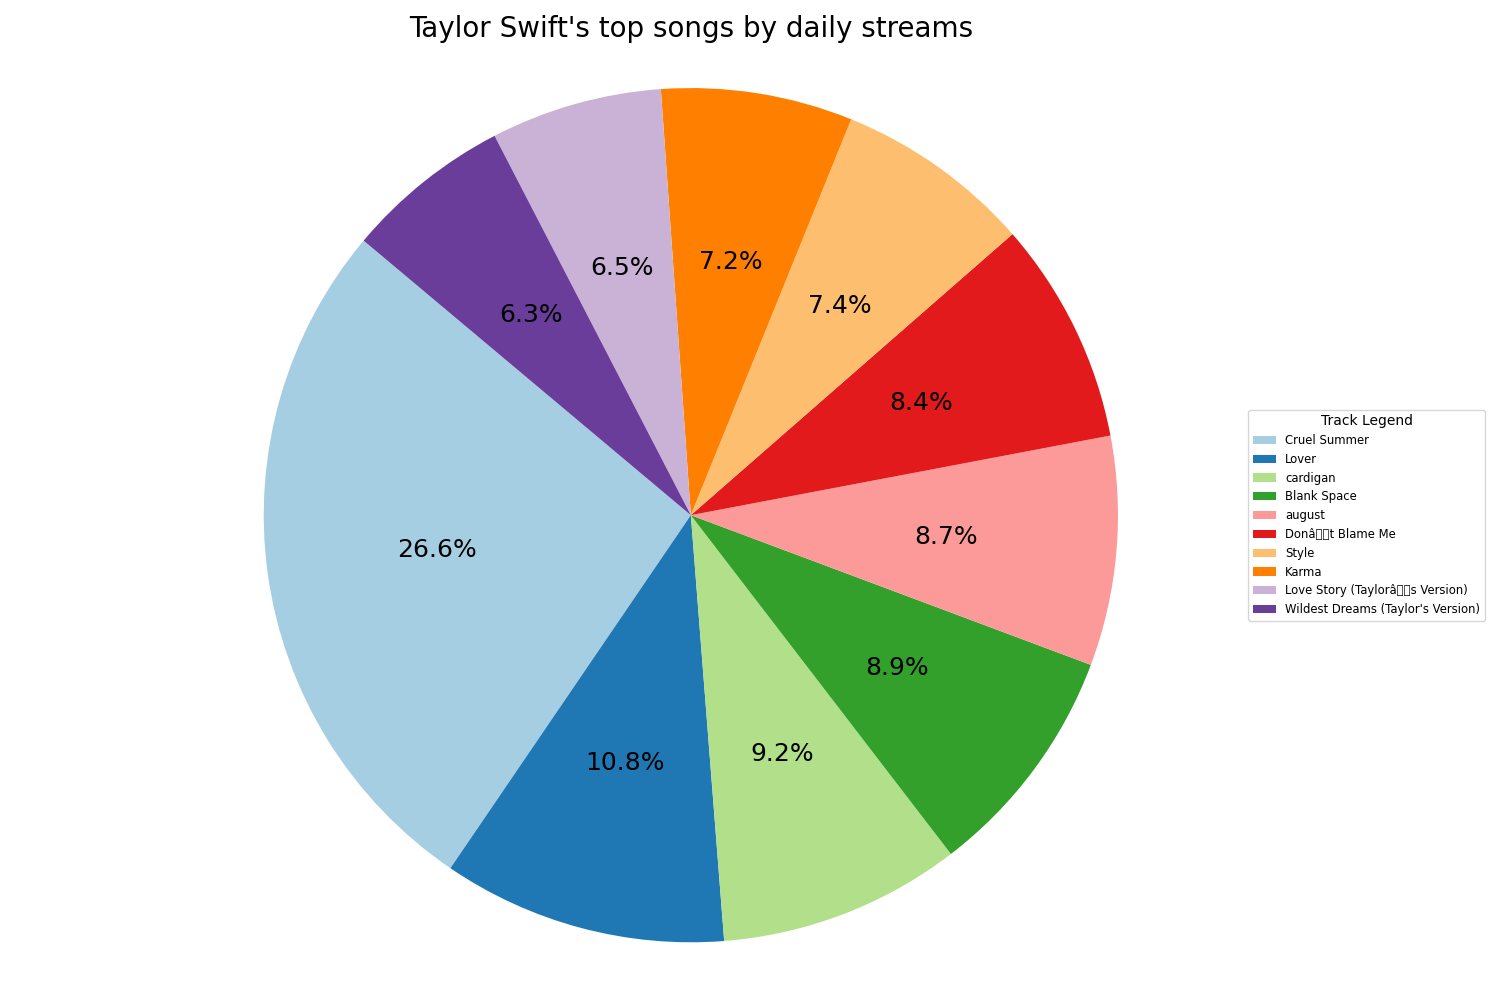 Taylor Swift's top songs by daily streams
6.5%
7.2%
7.4%
6.3%
8.4%
26.6%
8.7%
8.9%
10.8%
9.2%
Track Legend
Cruel Summer
Lover
cardigan
Blank Space
august
Donâ▯▯t Blame Me
Style
Karma
Love Story (Taylorâ▯▯s Version)
Wildest Dreams (Taylor's Version)